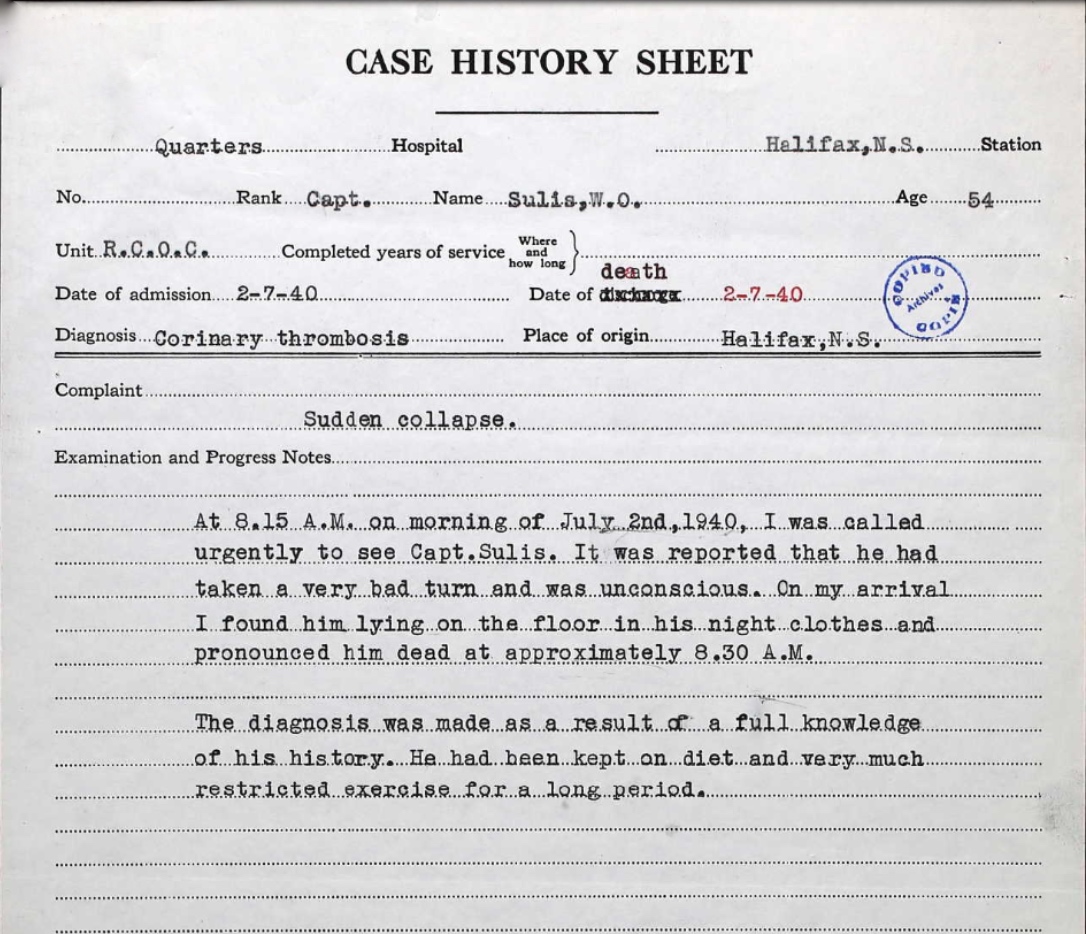 CASE HISTORY SHEET
Quarters Hospital Halifax,N.S. Station
No. Rank Capt. Name Sulis,W.O. Age 54
Unit R.C.O.C. Completed years of service Where and how long
death
Date of admission 2-7-40 Date of 2-7-40
COPIED Archives COPIED
Diagnosis Corinary thrombosis Place of origin Halifax,N.S.
Complaint
Sudden collapse.
Examination and Progress Notes
At 8.15 A.M. on morning of July 2nd,1940, I was called
urgently to see Capt.Sulis. It was reported that he had
taken a very bad turn and was unconscious. On my arrival
I found him lying on the floor in his night clothes and
pronounced him dead at approximately 8.30 A.M.
The diagnosis was made as a result of a full knowledge
of his history. He had been kept on diet and very much
restricted exercise for a long period.